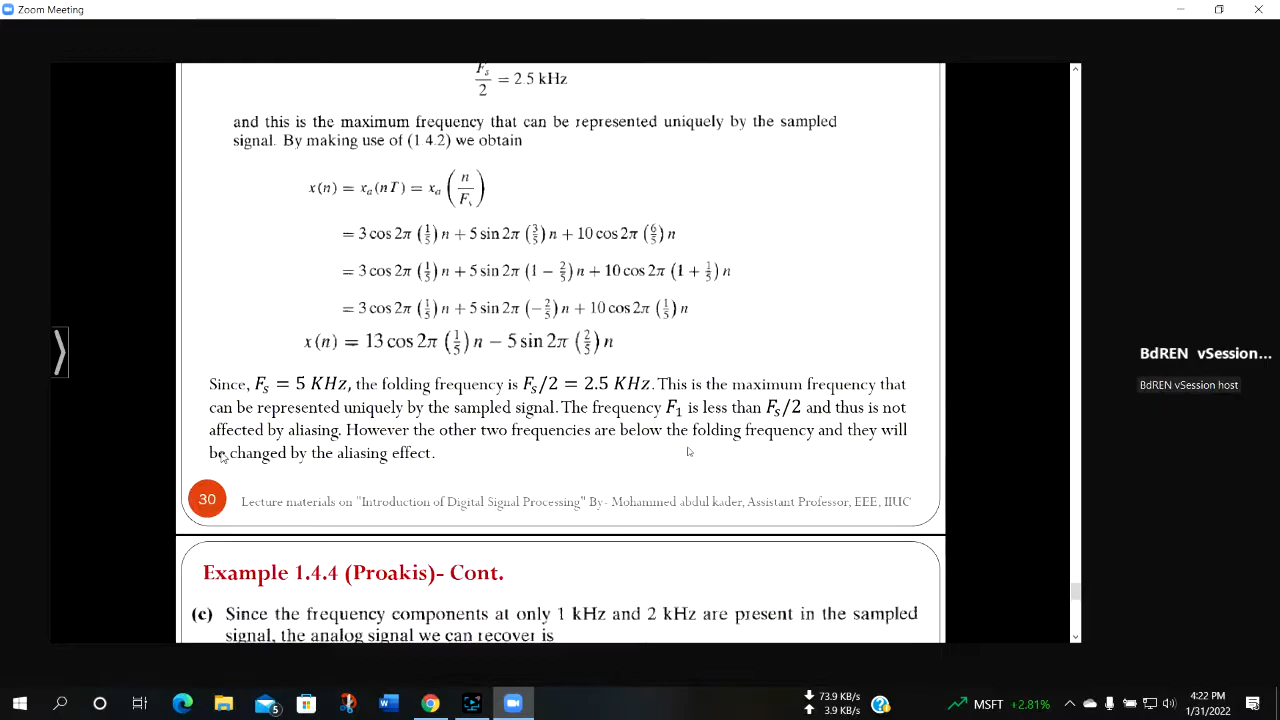 Zoom Meeting
F_s/2 = 2.5 kHz
and this is the maximum frequency that can be represented uniquely by the sampled
signal. By making use of (1.4.2) we obtain
x(n) = x_a(nT) = x_a (n/F_s)
= 3 cos 2π (1/5) n + 5 sin 2π (3/5) n + 10 cos 2π (6/5) n
= 3 cos 2π (1/5) n + 5 sin 2π (1 − 2/5) n + 10 cos 2π (1 + 1/5) n
= 3 cos 2π (1/5) n + 5 sin 2π (−2/5) n + 10 cos 2π (1/5) n
x(n) = 13 cos 2π (1/5) n − 5 sin 2π (2/5) n
Since, F_s = 5 KHz, the folding frequency is F_s/2 = 2.5 KHz. This is the maximum frequency that
can be represented uniquely by the sampled signal. The frequency F_1 is less than F_s/2 and thus is not
affected by aliasing. However the other two frequencies are below the folding frequency and they will
be changed by the aliasing effect.
30 Lecture materials on "Introduction of Digital Signal Processing" By- Mohammed abdul kader, Assistant Professor, EEE, IIUC
Example 1.4.4 (Proakis)- Cont.
(c) Since the frequency components at only 1 kHz and 2 kHz are present in the sampled
signal, the analog signal we can recover is
BdREN vSession...
BdREN vSession host
5
73.9 KB/s
3.9 KB/s
MSFT +2.81%
4:22 PM
1/31/2022